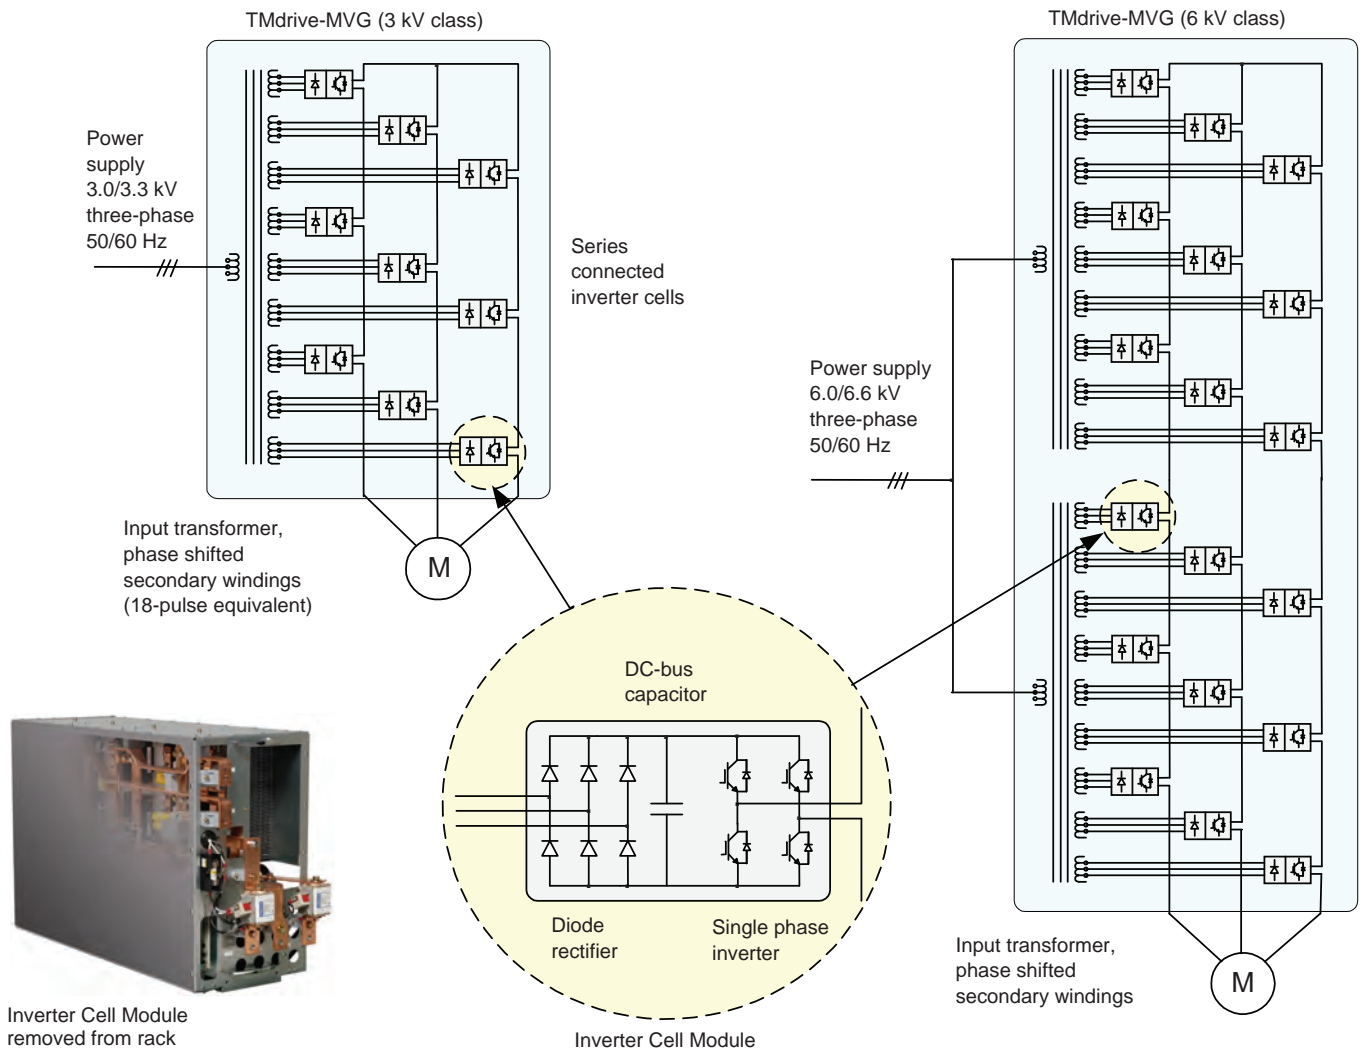 TMdrive-MVG (3 kV class)
Power
supply
3.0/3.3 kV
three-phase
50/60 Hz
Series
connected
inverter cells
Input transformer,
phase shifted
secondary windings
(18-pulse equivalent)
M
TMdrive-MVG (6 kV class)
Power supply
6.0/6.6 kV
three-phase
50/60 Hz
Input transformer,
phase shifted
secondary windings
M
DC-bus
capacitor
Diode
rectifier
Single phase
inverter
Inverter Cell Module
Inverter Cell Module
removed from rack